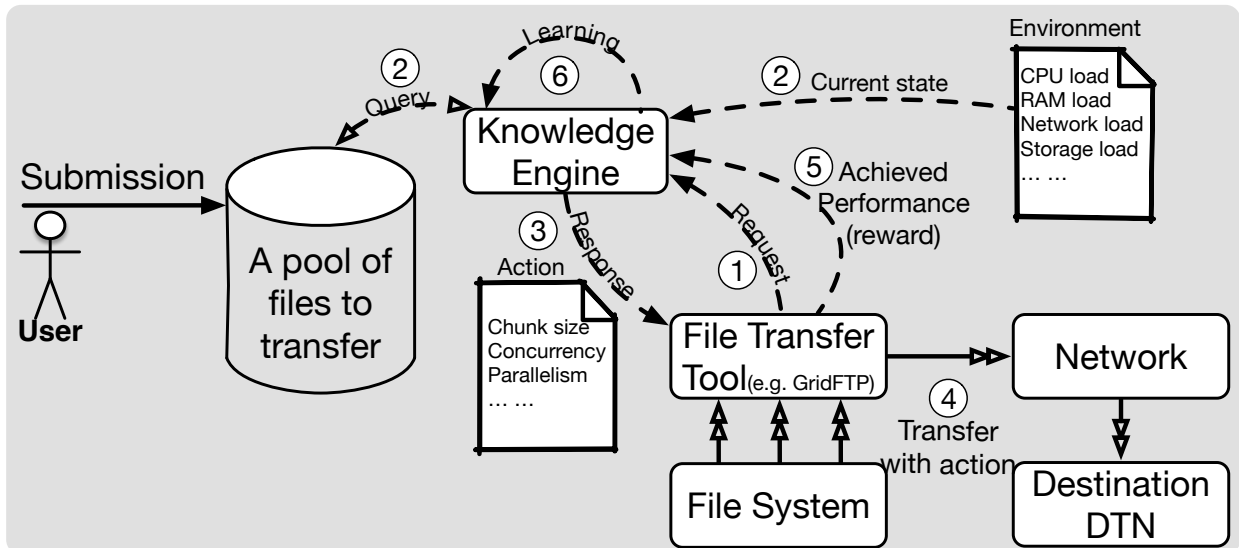 Learning
Environment
2
6
2
Current state
Query
CPU load
RAM load
Network load
Storage load
... ...
Knowledge
Engine
Submission
5
Achieved
Performance
(reward)
3
Response
Request
1
A pool of
files to
transfer
User
Action
Chunk size
Concurrency
Parallelism
... ...
File Transfer
Tool(e.g. GridFTP)
Network
4
Transfer
with action
File System
Destination
DTN